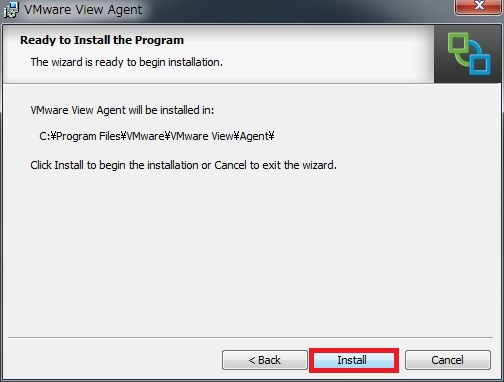 VMware View Agent
Ready to Install the Program
The wizard is ready to begin installation.
VMware View Agent will be installed in:
C:¥Program Files¥VMware¥VMware View¥Agent¥
Click Install to begin the installation or Cancel to exit the wizard.
< Back
Install
Cancel